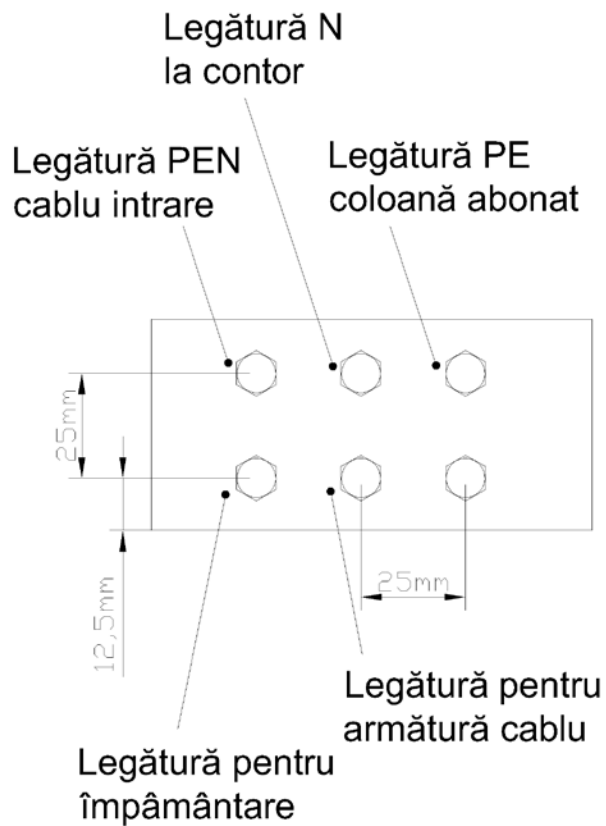 Legătură N
la contor
Legătură PEN
cablu intrare
Legătură PE
coloană abonat
25mm
12,5mm
25mm
Legătură pentru
armătură cablu
Legătură pentru
împâmântare